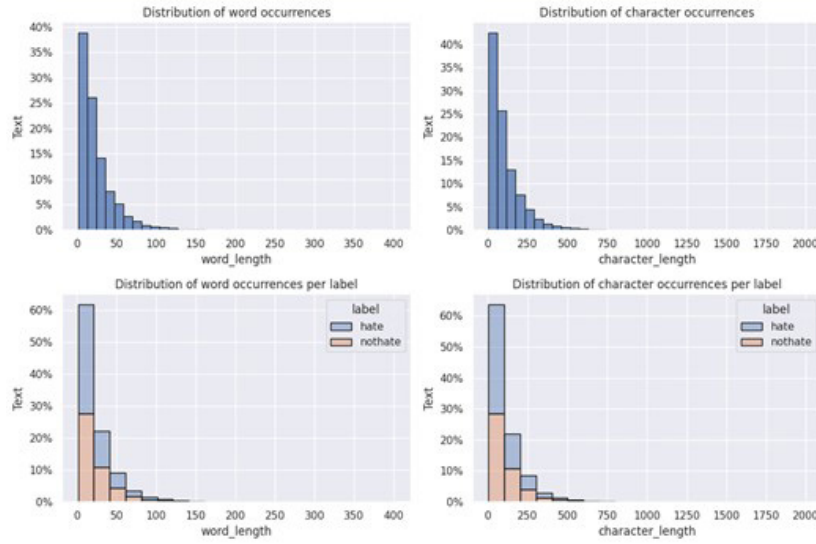 Distribution of word occurrences
40%
35%
30%
25%
20%
15%
10%
5%
0%
Text
0 50 100 150 200 250 300 350 400
word_length
Distribution of character occurrences
40%
35%
30%
25%
20%
15%
10%
5%
0%
Text
0 250 500 750 1000 1250 1500 1750 2000
character_length
Distribution of word occurrences per label
60%
50%
40%
30%
20%
10%
0%
Text
label
hate
nothate
0 50 100 150 200 250 300 350 400
word_length
Distribution of character occurrences per label
60%
50%
40%
30%
20%
10%
0%
Text
label
hate
nothate
0 250 500 750 1000 1250 1500 1750 2000
character_length